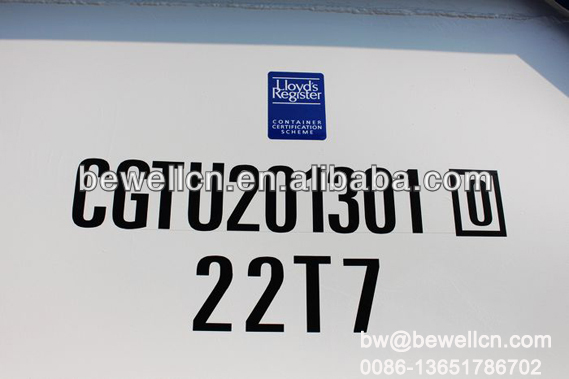 Lloyd's
Register
CONTAINER
CERTIFICATION
SCHEME
CGTU201301 0
bewellcn.en.alibaba.com
22T7
bw@bewellcn.com
0086-13651786702